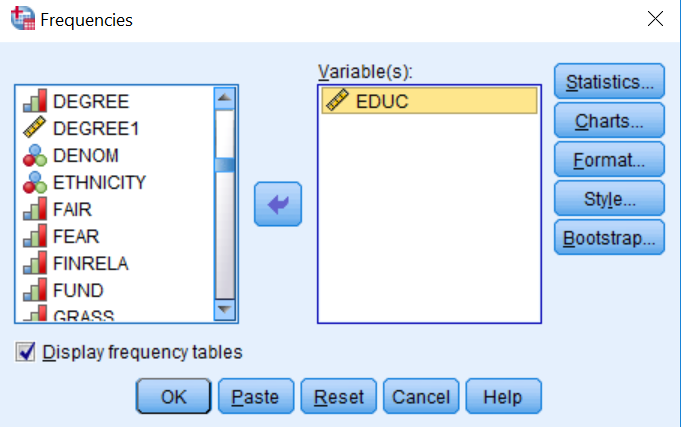 Frequencies
Variable(s):
DEGREE
DEGREE1
DENOM
ETHNICITY
FAIR
FEAR
FINRELA
FUND
GRASS
EDUC
Statistics...
Charts...
Format...
Style...
Bootstrap...
Display frequency tables
OK
Paste
Reset
Cancel
Help